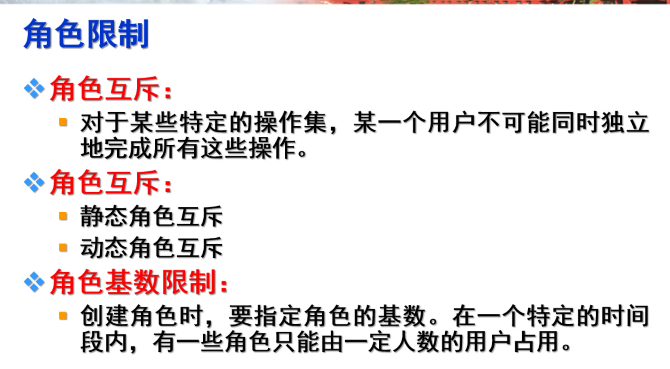 角色限制
角色互斥：
对于某些特定的操作集，某一个用户不可能同时独立
地完成所有这些操作。
角色互斥：
静态角色互斥
动态角色互斥
角色基数限制：
创建角色时，要指定角色的基数。在一个特定的时间
段内，有一些角色只能由一定人数的用户占用。